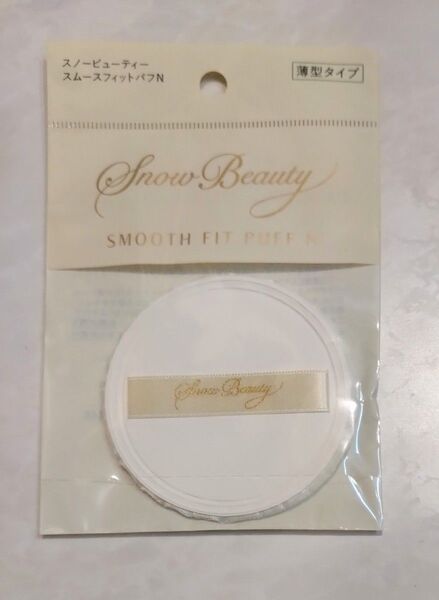 スノービューティー
スムースフィットパフN
薄型タイプ
Snow Beauty
SMOOTH FIT PUFF N
Snow Beauty